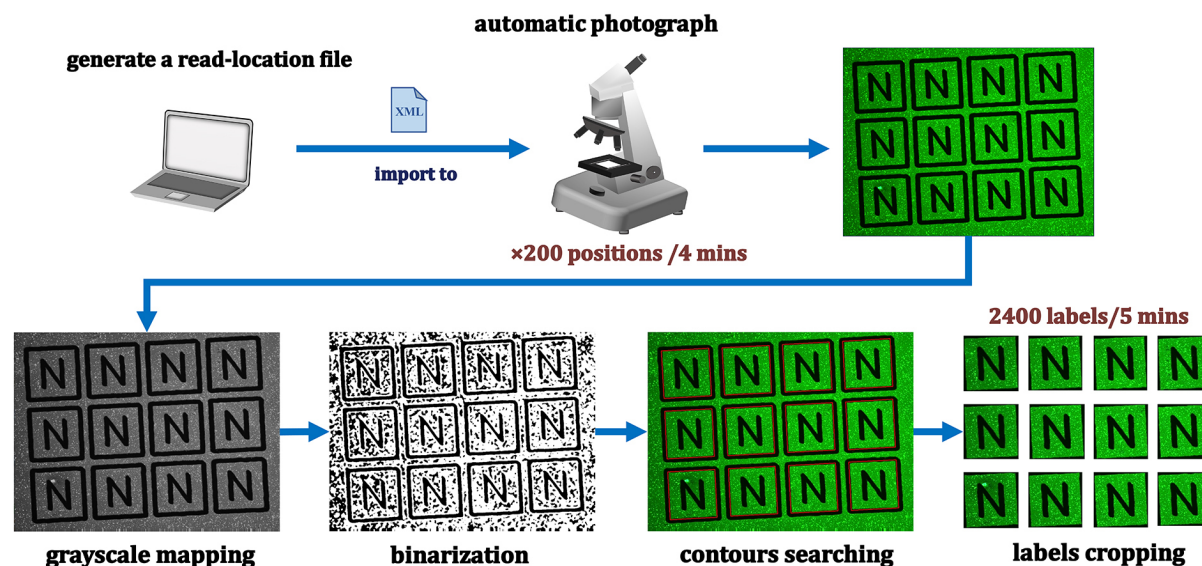 automatic photograph
generate a read-location file
XML
import to
×200 positions /4 mins
N N N N
N N N N
N N N N
2400 labels/5 mins
N N N N
N N N N
N N N N
N N N N
N N N N
N N N N
N N N N
N N N N
N N N N
N N N N
N N N N
N N N N
grayscale mapping
binarization
contours searching
labels cropping